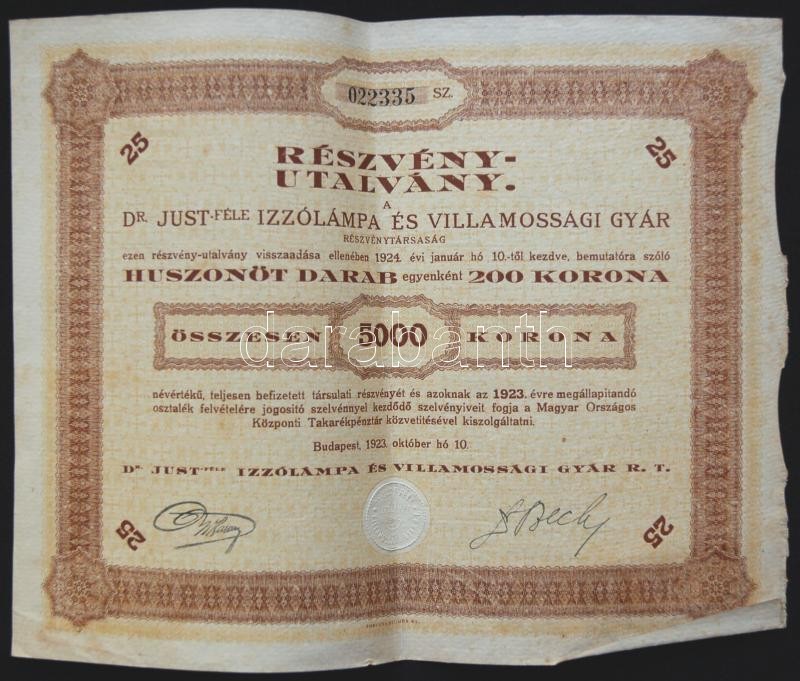 022335 SZ.
25 25
RÉSZVÉNY-
UTALVÁNY.
A
DR. JUST-FÉLE IZZÓLÁMPA ÉS VILLAMOSSÁGI GYÁR
RÉSZVÉNYTÁRSASÁG
ezen részvény-utalvány visszaadása ellenében 1924. évi január hó 10.-től kezdve, bemutatóra szóló
HUSZONÖT DARAB egyenként 200 KORONA
ÖSSZESEN 5000 KORONA
darabanth
névértékű, teljesen befizetett társulati részvényét és azoknak az 1923. évre megállapitandó
osztalék felvételére jogositó szelvénnyel kezdődő szelvényiveit fogja a Magyar Országos
Központi Takarékpénztár közvetitésével kiszolgáltatni.
Budapest, 1923. október hó 10.
DR. JUST-FÉLE IZZÓLÁMPA ÉS VILLAMOSSÁGI GYÁR R. T.
25 25